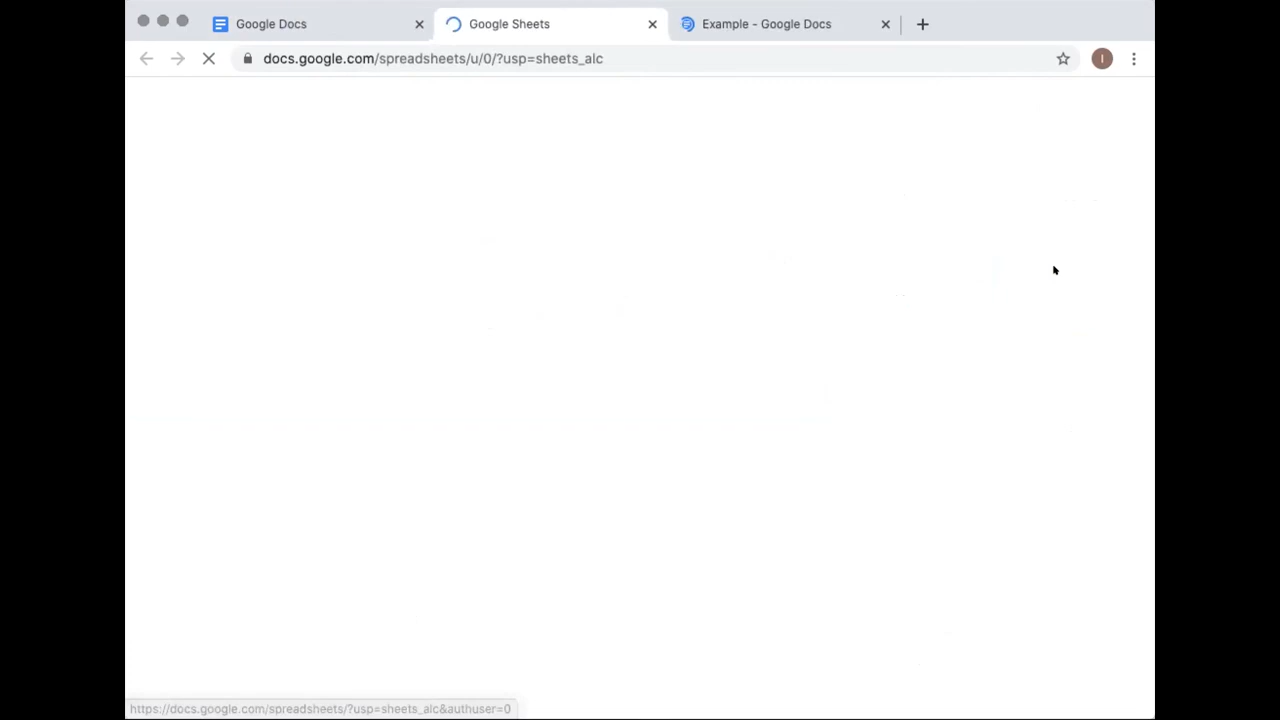 Google Docs
Google Sheets
Example - Google Docs
docs.google.com/spreadsheets/u/0/?usp=sheets_alc
I
https://docs.google.com/spreadsheets/?usp=sheets_alc&authuser=0